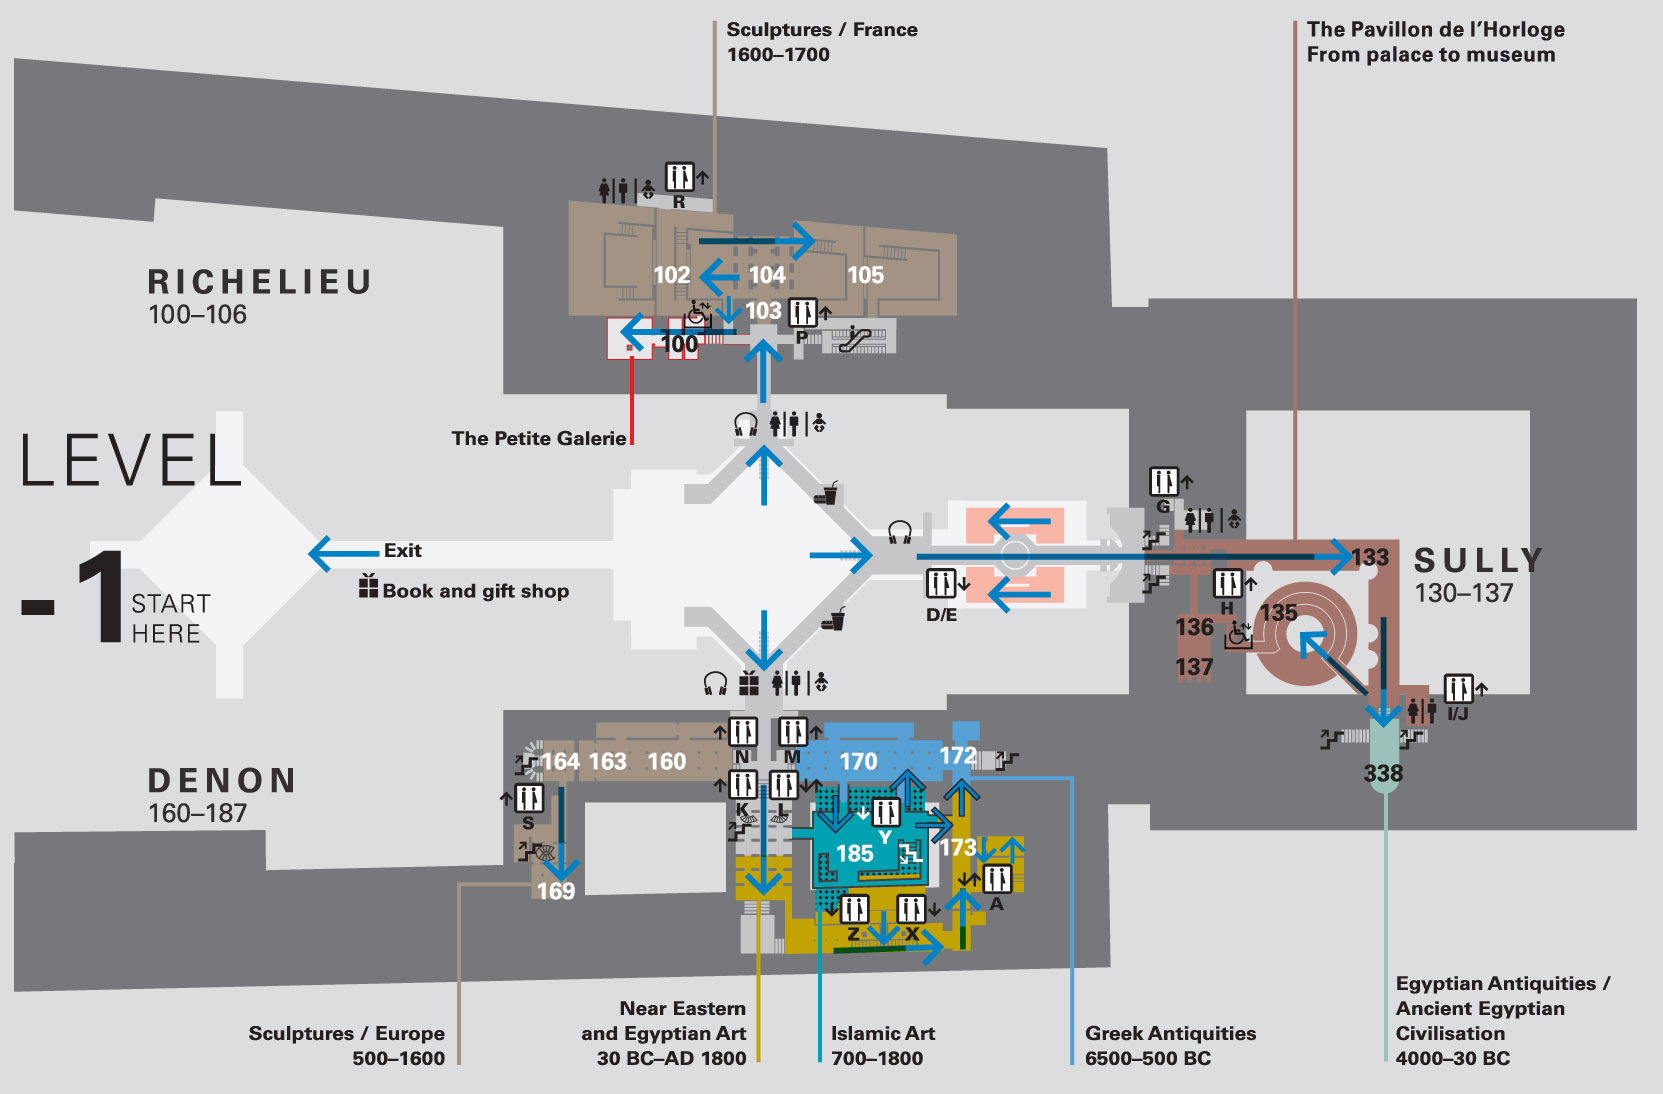 Sculptures / France
1600–1700
The Pavillon de l'Horloge
From palace to museum
R
RICHELIEU
100–106
102
104
105
103
P
100
The Petite Galerie
LEVEL
-1
START
HERE
Exit
Book and gift shop
G
D/E
H
133
135
136
137
SULLY
130–137
I/J
338
DENON
160–187
N
M
164
163
160
170
172
S
K
L
Y
185
173
169
A
Z
X
Sculptures / Europe
500–1600
Near Eastern
and Egyptian Art
30 BC–AD 1800
Islamic Art
700–1800
Greek Antiquities
6500–500 BC
Egyptian Antiquities /
Ancient Egyptian
Civilisation
4000–30 BC